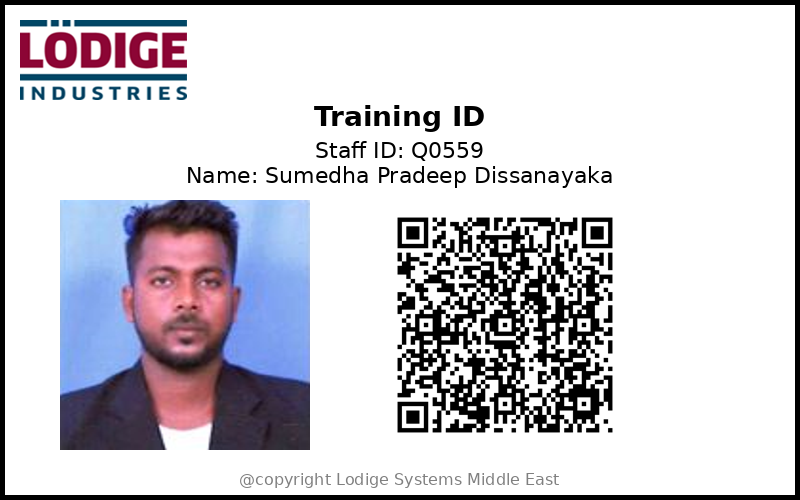 LÖDIGE
INDUSTRIES
Training ID
Staff ID: Q0559
Name: Sumedha Pradeep Dissanayaka
@copyright Lodige Systems Middle East